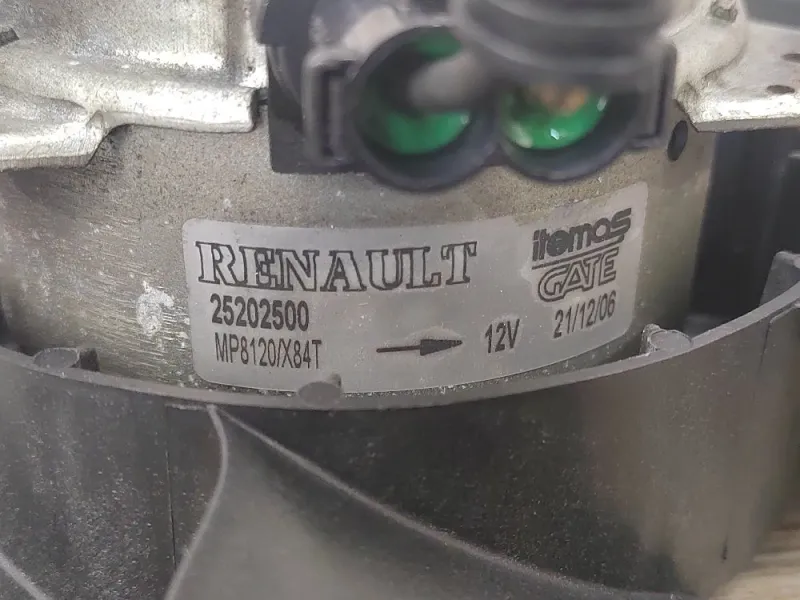 RENAULT
itemas
GATE
25202500
21/12/06
MP8120/X84T
12V